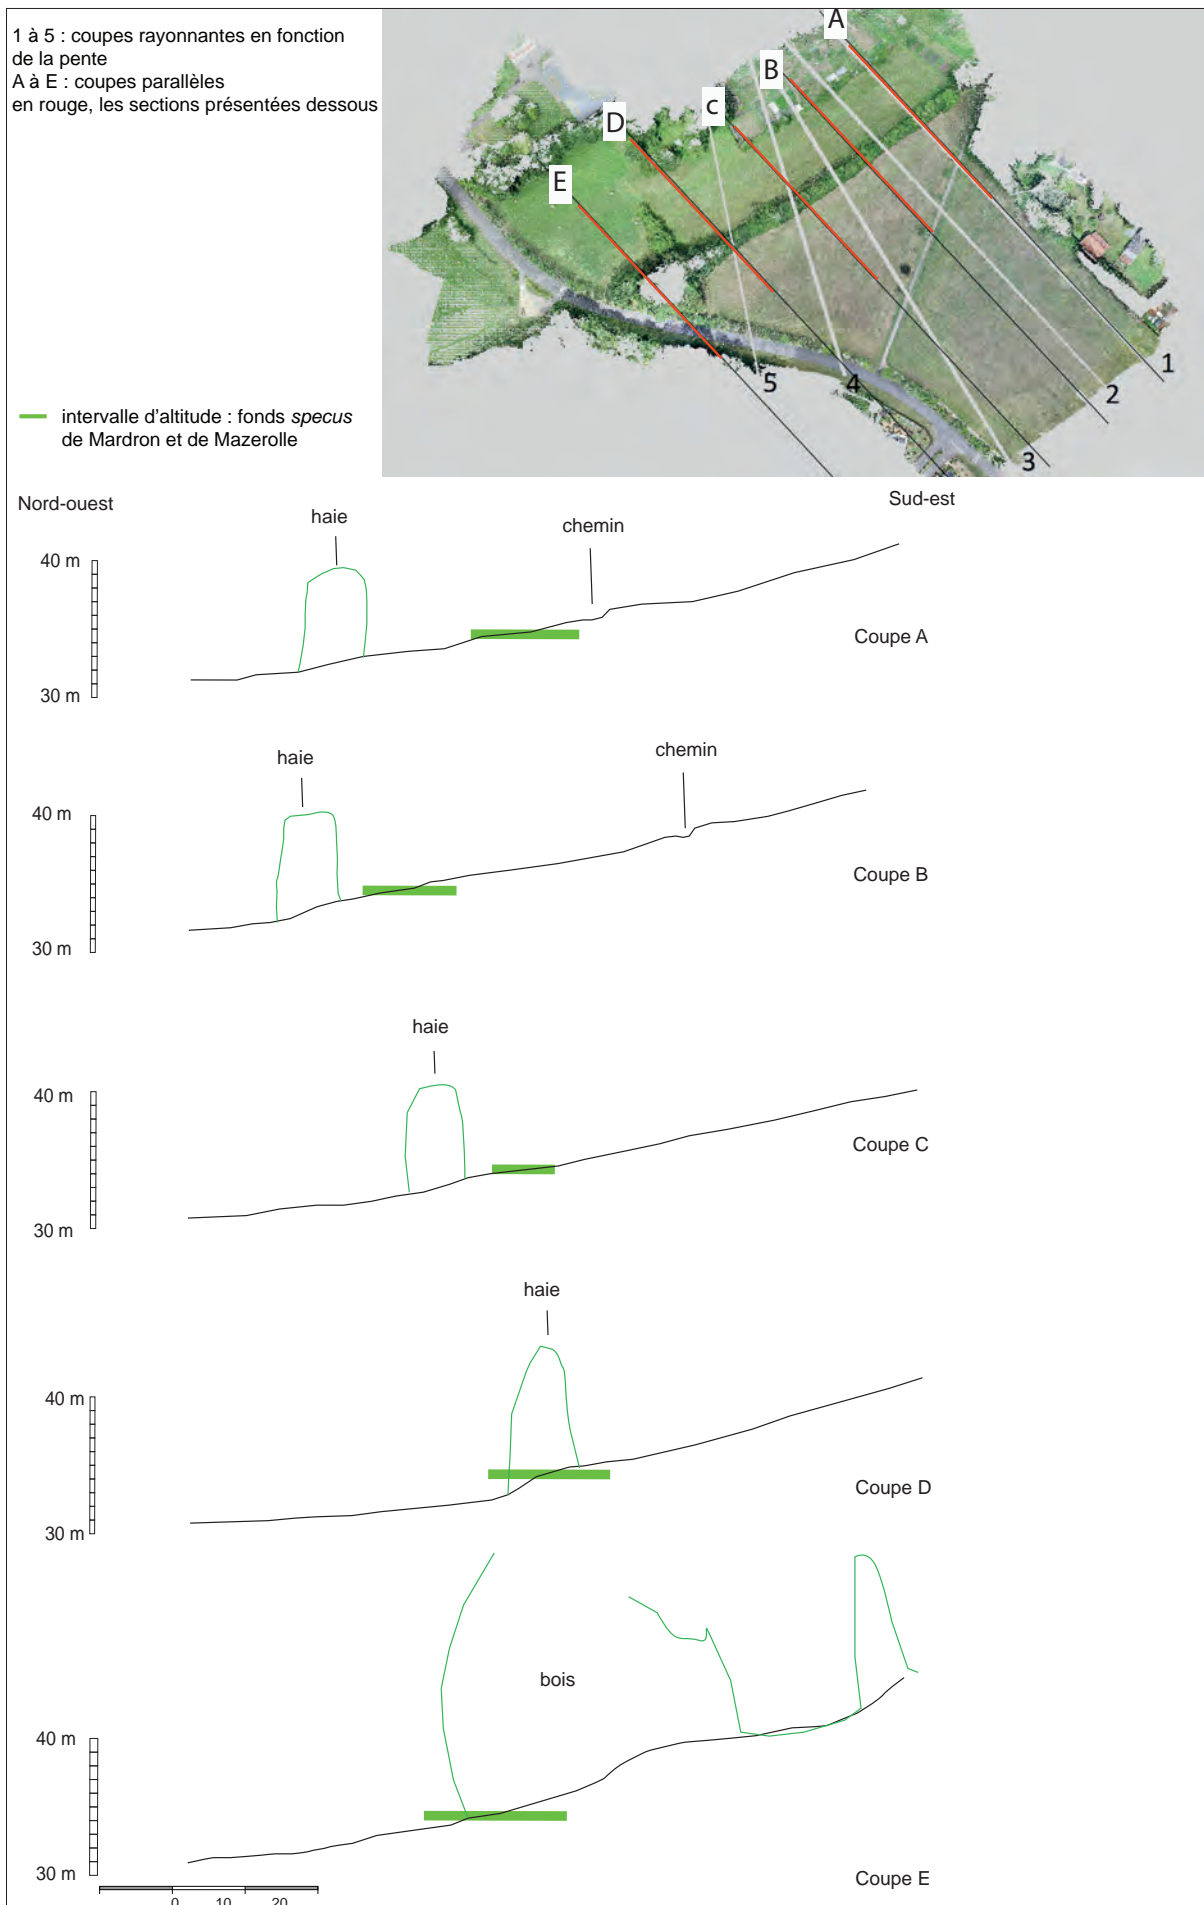 1 à 5 : coupes rayonnantes en fonction
de la pente
A à E : coupes parallèles
en rouge, les sections présentées dessous
A
B
c
D
E
1
2
3
4
5
intervalle d'altitude : fonds specus
de Mardron et de Mazerolle
Nord-ouest
Sud-est
haie
chemin
40 m
30 m
Coupe A
haie
chemin
40 m
30 m
Coupe B
haie
40 m
30 m
Coupe C
haie
40 m
30 m
Coupe D
bois
40 m
30 m
Coupe E
0 10 20